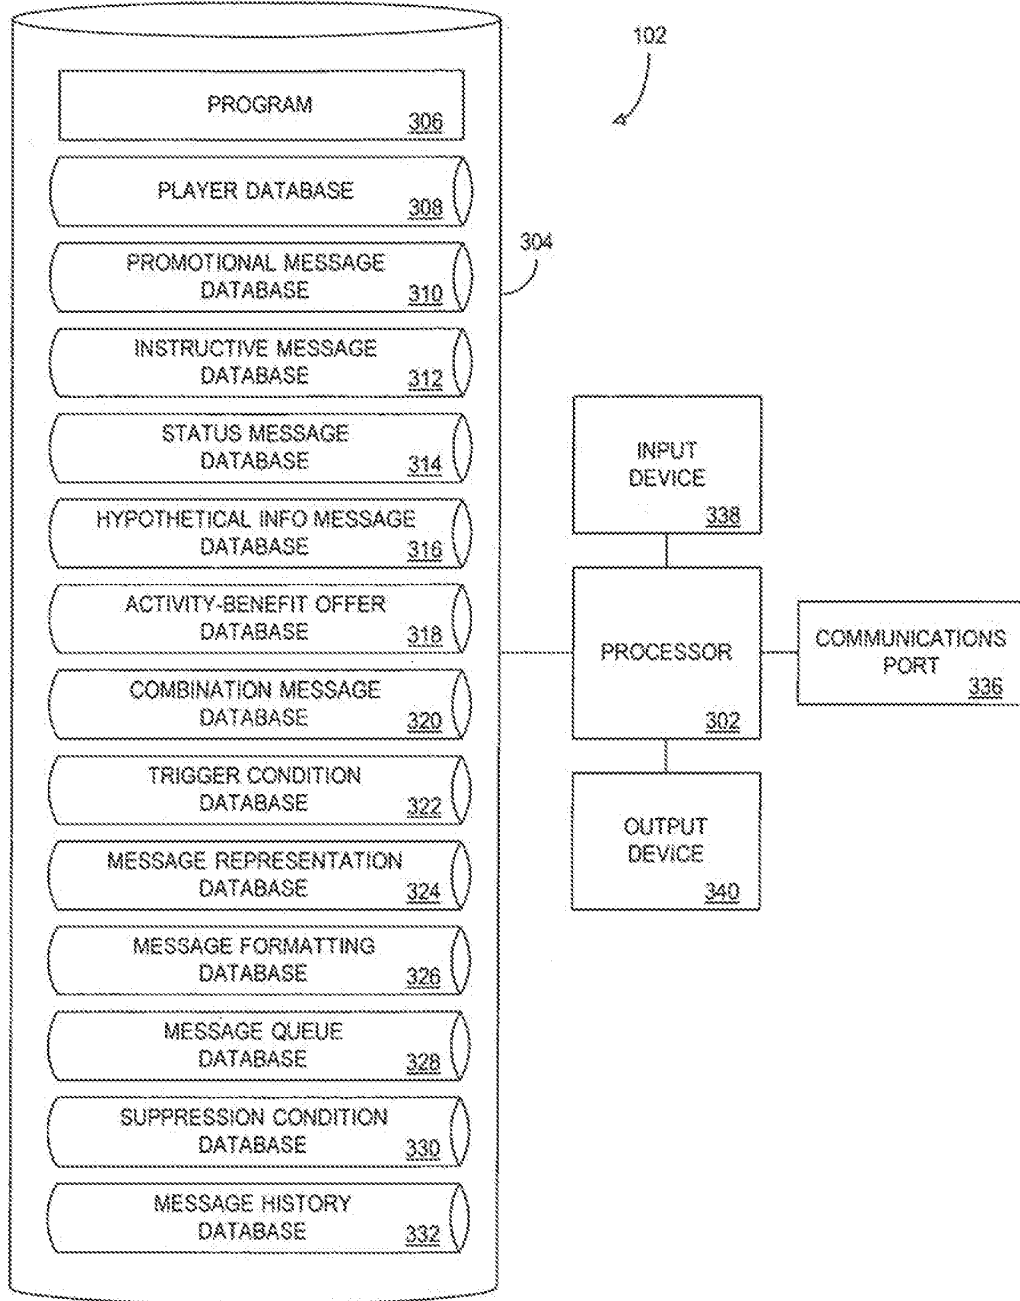 102
PROGRAM
306
PLAYER DATABASE
308
304
PROMOTIONAL MESSAGE
DATABASE
310
INSTRUCTIVE MESSAGE
DATABASE
312
STATUS MESSAGE
DATABASE
314
HYPOTHETICAL INFO MESSAGE
DATABASE
316
ACTIVITY-BENEFIT OFFER
DATABASE
318
COMBINATION MESSAGE
DATABASE
320
TRIGGER CONDITION
DATABASE
322
MESSAGE REPRESENTATION
DATABASE
324
MESSAGE FORMATTING
DATABASE
326
MESSAGE QUEUE
DATABASE
328
SUPPRESSION CONDITION
DATABASE
330
MESSAGE HISTORY
DATABASE
332
INPUT
DEVICE
338
PROCESSOR
302
COMMUNICATIONS
PORT
336
OUTPUT
DEVICE
340